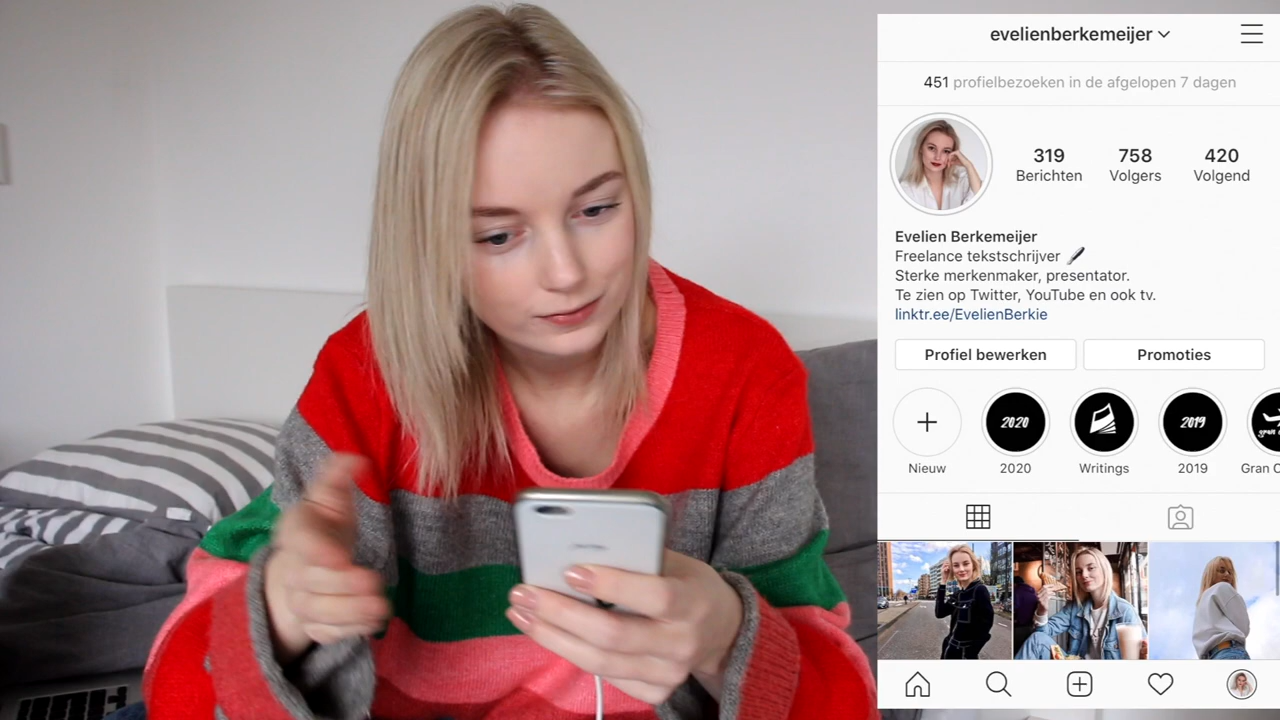 evelienberkemeijer
451 profielbezoeken in de afgelopen 7 dagen
319 758 420
Berichten Volgers Volgend
Evelien Berkemeijer
Freelance tekstschrijver
Sterke merkenmaker, presentator.
Te zien op Twitter, YouTube en ook tv.
linktr.ee/EvelienBerkie
Profiel bewerken Promoties
2020 2019 gran
Nieuw 2020 Writings 2019 Gran C